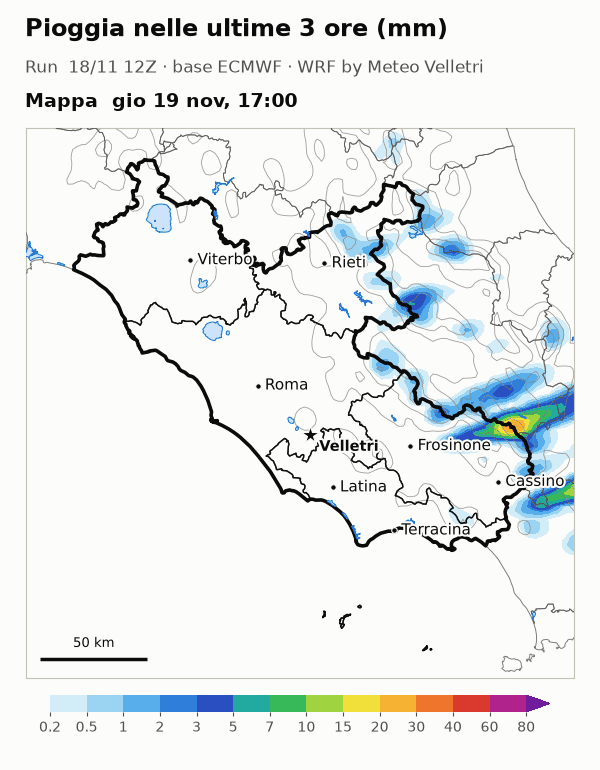 Pioggia nelle ultime 3 ore (mm)
Run  18/11 12Z · base ECMWF · WRF by Meteo Velletri
Mappa  gio 19 nov, 17:00
Viterbo
Rieti
Roma
Velletri
Frosinone
Latina
Cassino
Terracina
50 km
0.2 0.5 1 2 3 5 7 10 15 20 30 40 60 80